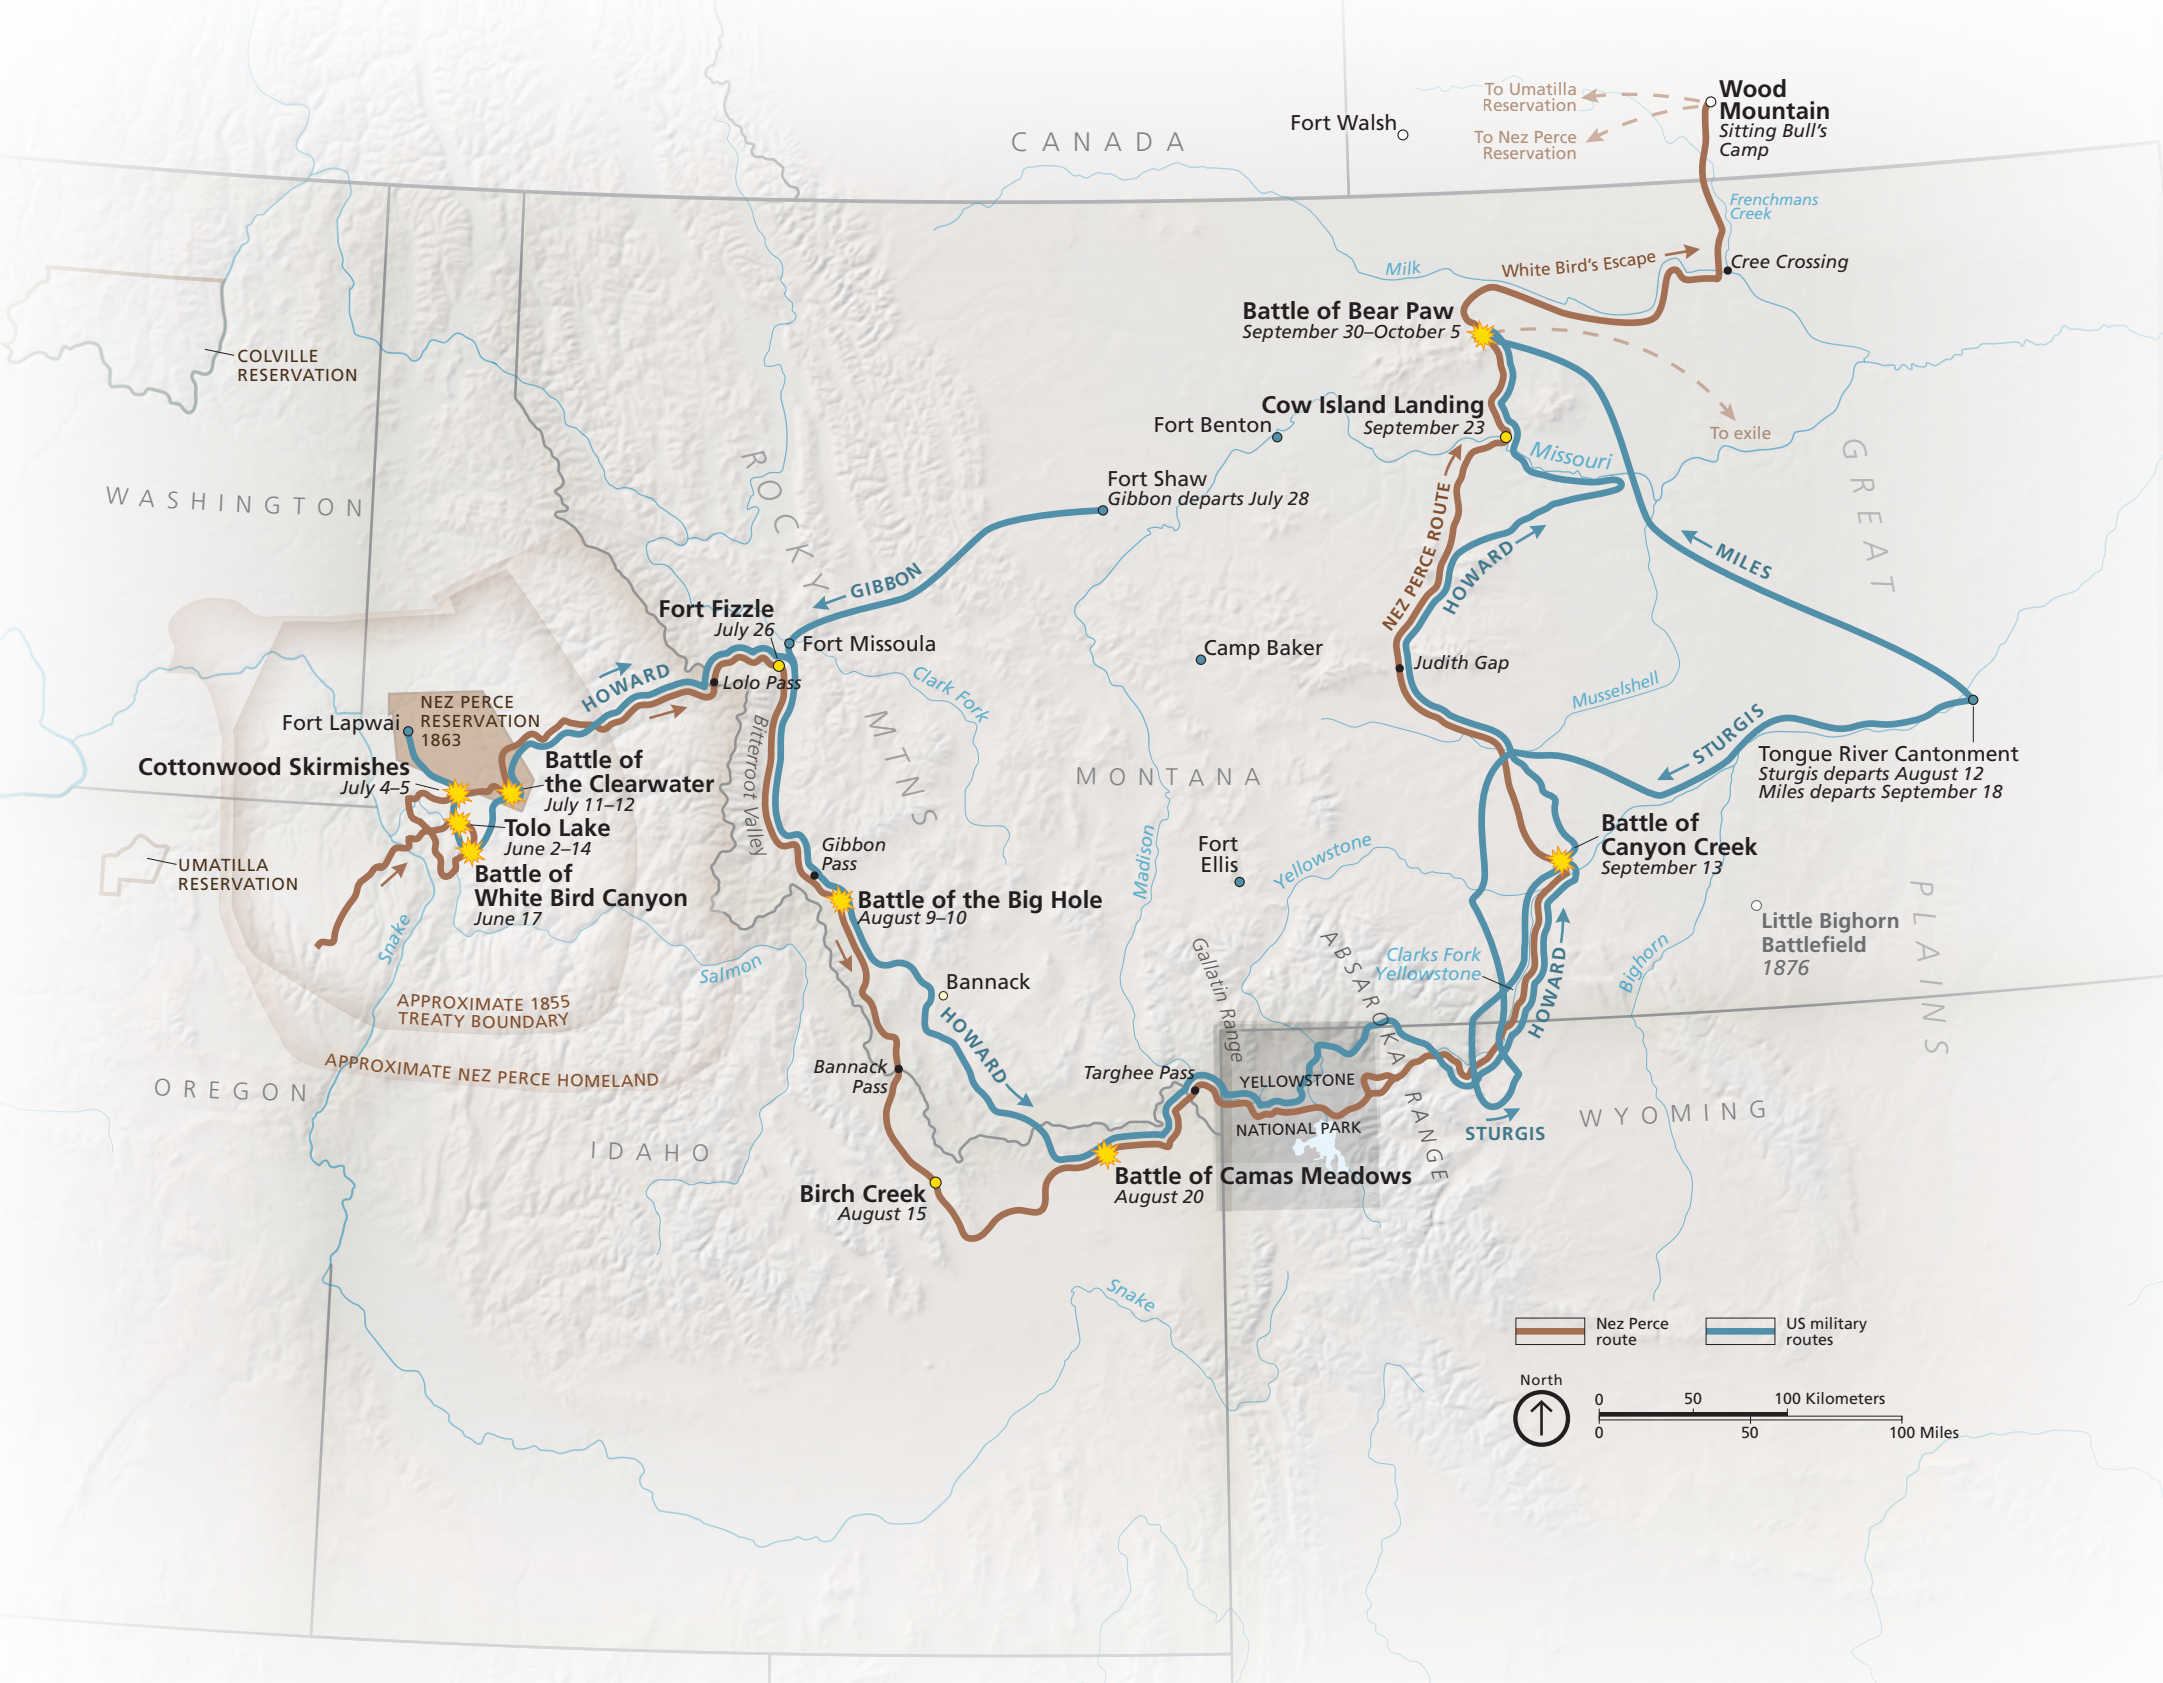 CANADA
Fort Walsh
To Umatilla
Reservation
To Nez Perce
Reservation
Wood
Mountain
Sitting Bull’s
Camp
Frenchmans
Creek
White Bird’s Escape
Cree Crossing
Milk
Battle of Bear Paw
September 30–October 5
COLVILLE
RESERVATION
Cow Island Landing
September 23
Fort Benton
To exile
Missouri
Fort Shaw
Gibbon departs July 28
WASHINGTON
ROCKY
MTNS
GREAT
PLAINS
NEZ PERCE ROUTE
HOWARD
MILES
GIBBON
Fort Fizzle
July 26
Fort Missoula
Camp Baker
Judith Gap
Lolo Pass
Clark Fork
Musselshell
HOWARD
NEZ PERCE
RESERVATION
1863
Fort Lapwai
STURGIS
Tongue River Cantonment
Sturgis departs August 12
Miles departs September 18
Cottonwood Skirmishes
July 4–5
Battle of
the Clearwater
July 11–12
Bitterroot Valley
MONTANA
Tolo Lake
June 2–14
Battle of
White Bird Canyon
June 17
UMATILLA
RESERVATION
Gibbon
Pass
Madison
Fort
Ellis
Yellowstone
Battle of
Canyon Creek
September 13
Battle of the Big Hole
August 9–10
Little Bighorn
Battlefield
1876
Snake
Salmon
Bannack
HOWARD
Gallatin Range
ABSAROKA
RANGE
Clarks Fork
Yellowstone
HOWARD
Bighorn
APPROXIMATE 1855
TREATY BOUNDARY
APPROXIMATE NEZ PERCE HOMELAND
OREGON
IDAHO
Bannack
Pass
Targhee Pass
YELLOWSTONE
NATIONAL PARK
WYOMING
STURGIS
Birch Creek
August 15
Battle of Camas Meadows
August 20
Snake
Nez Perce
route
US military
routes
North
0 50 100 Kilometers
0 50 100 Miles